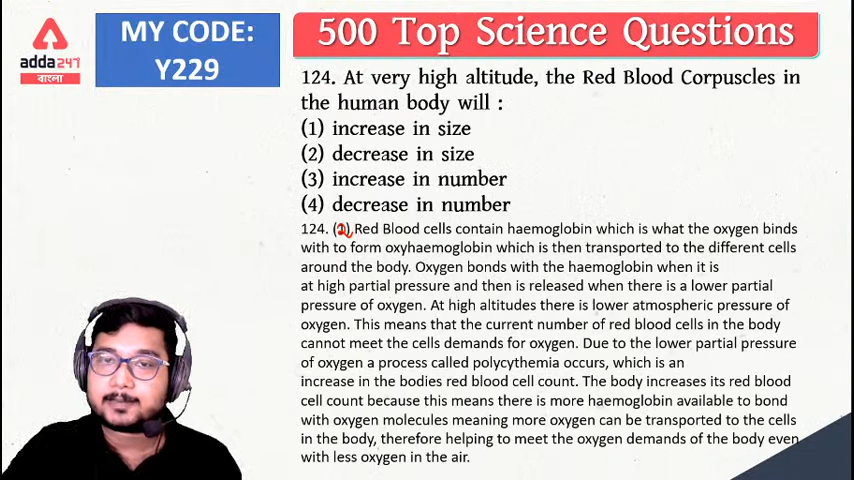 adda247
বাংলা
MY CODE:
Y229
500 Top Science Questions
124. At very high altitude, the Red Blood Corpuscles in
the human body will :
(1) increase in size
(2) decrease in size
(3) increase in number
(4) decrease in number
124. (2) Red Blood cells contain haemoglobin which is what the oxygen binds
with to form oxyhaemoglobin which is then transported to the different cells
around the body. Oxygen bonds with the haemoglobin when it is
at high partial pressure and then is released when there is a lower partial
pressure of oxygen. At high altitudes there is lower atmospheric pressure of
oxygen. This means that the current number of red blood cells in the body
cannot meet the cells demands for oxygen. Due to the lower partial pressure
of oxygen a process called polycythemia occurs, which is an
increase in the bodies red blood cell count. The body increases its red blood
cell count because this means there is more haemoglobin available to bond
with oxygen molecules meaning more oxygen can be transported to the cells
in the body, therefore helping to meet the oxygen demands of the body even
with less oxygen in the air.